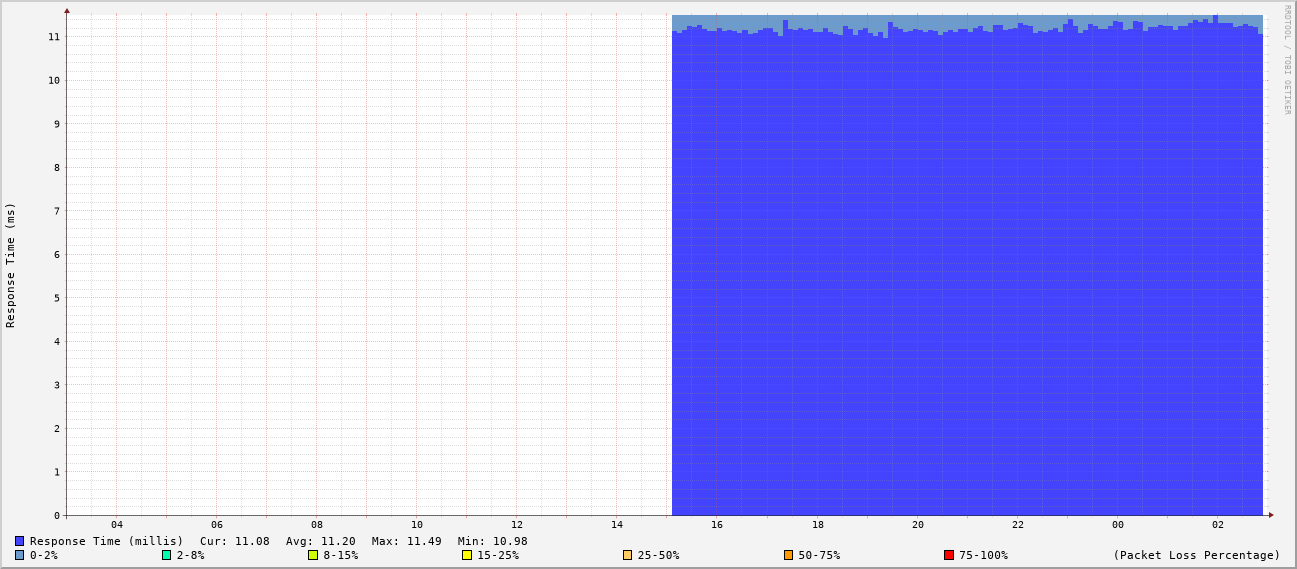 RRDTOOL / TOBI OETIKER
Response Time (ms)
11
10
9
8
7
6
5
4
3
2
1
0
04 06 08 10 12 14 16 18 20 22 00 02
Response Time (millis) Cur: 11.08 Avg: 11.20 Max: 11.49 Min: 10.98
0-2% 2-8% 8-15% 15-25% 25-50% 50-75% 75-100% (Packet Loss Percentage)